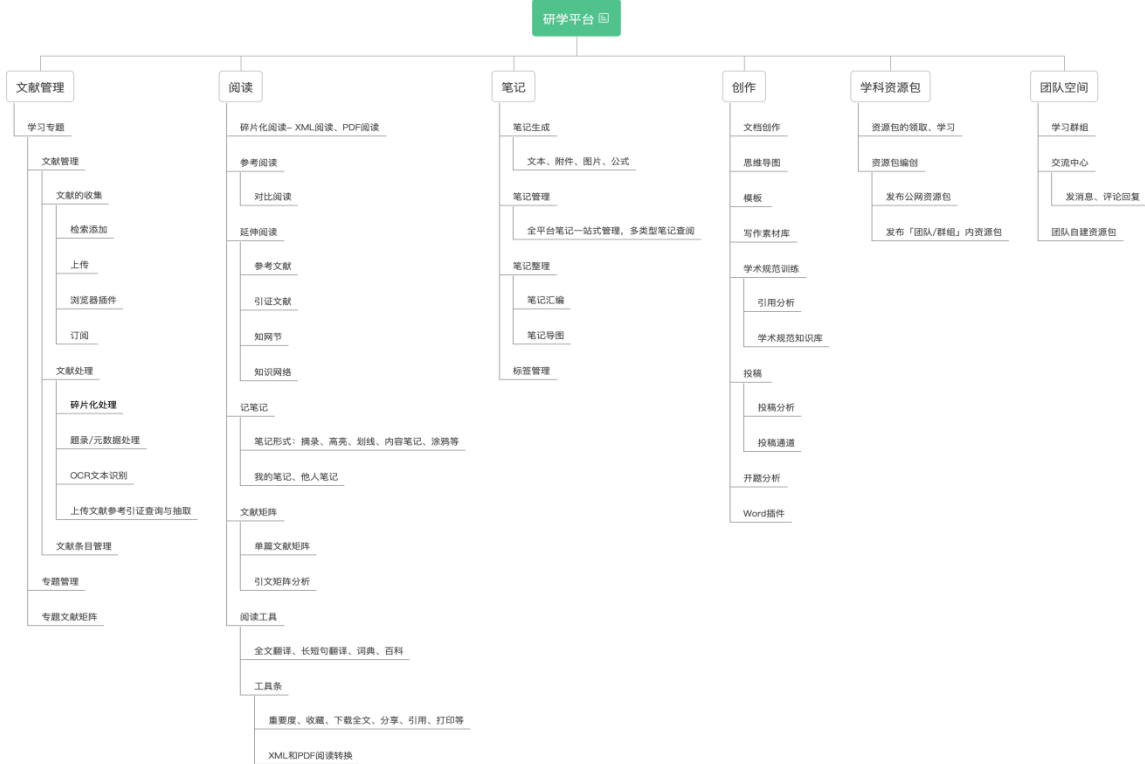 研学平台
文献管理
学习专题
文献管理
文献的收集
检索添加
上传
浏览器插件
订阅
文献处理
碎片化处理
题录/元数据处理
OCR文本识别
上传文献参考引证查询与抽取
文献条目管理
专题管理
专题文献矩阵
阅读
碎片化阅读- XML阅读、PDF阅读
参考阅读
对比阅读
延伸阅读
参考文献
引证文献
知网节
知识网络
记笔记
笔记形式：摘录、高亮、划线、内容笔记、涂鸦等
我的笔记、他人笔记
文献矩阵
单篇文献矩阵
引文矩阵分析
阅读工具
全文翻译、长短句翻译、词典、百科
工具条
重要度、收藏、下载全文、分享、引用、打印等
XML和PDF阅读转换
笔记
笔记生成
文本、附件、图片、公式
笔记管理
全平台笔记一站式管理，多类型笔记查阅
笔记整理
笔记汇编
笔记导图
标签管理
创作
文档创作
思维导图
模板
写作素材库
学术规范训练
引用分析
学术规范知识库
投稿
投稿分析
投稿通道
开题分析
Word插件
学科资源包
资源包的领取、学习
资源包编创
发布公网资源包
发布「团队/群组」内资源包
团队空间
学习群组
交流中心
发消息、评论回复
团队自建资源包